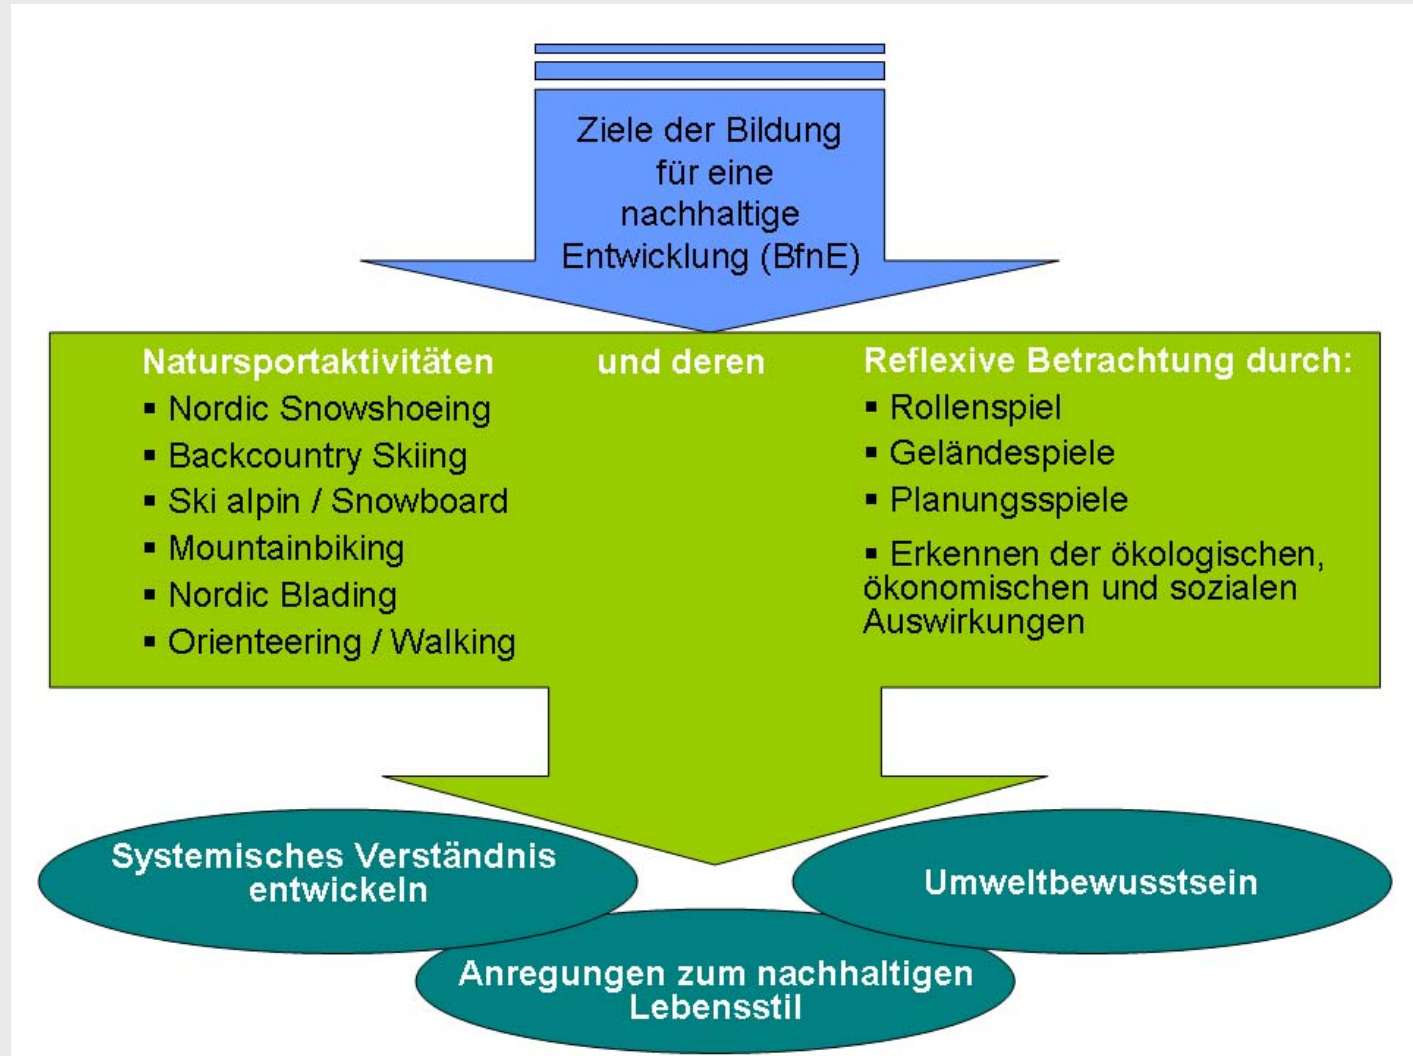 Ziele der Bildung
für eine
nachhaltige
Entwicklung (BfnE)
Natursportaktivitäten
▪ Nordic Snowshoeing
▪ Backcountry Skiing
▪ Ski alpin / Snowboard
▪ Mountainbiking
▪ Nordic Blading
▪ Orienteering / Walking
und deren
Reflexive Betrachtung durch:
▪ Rollenspiel
▪ Geländespiele
▪ Planungsspiele
▪ Erkennen der ökologischen,
ökonomischen und sozialen
Auswirkungen
Systemisches Verständnis
entwickeln
Umweltbewusstsein
Anregungen zum nachhaltigen
Lebensstil